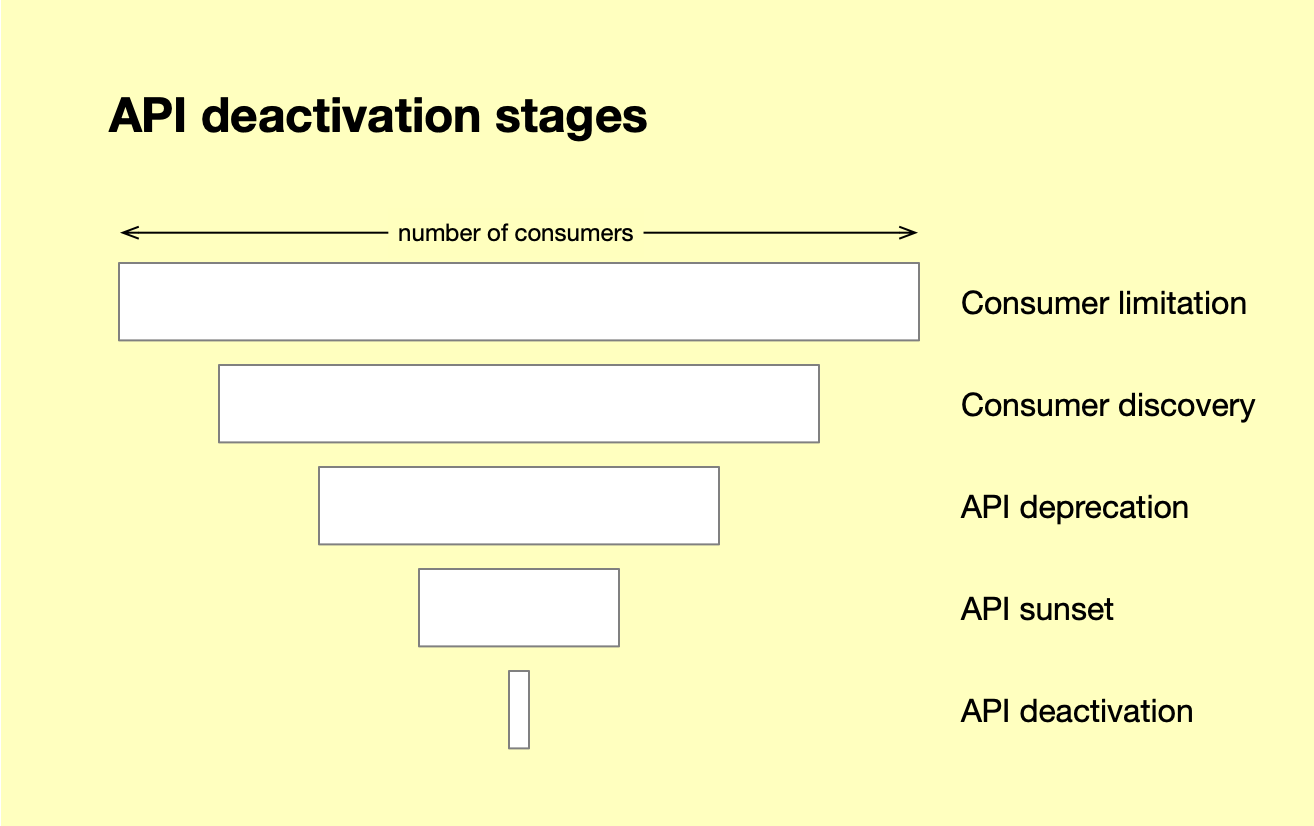 API deactivation stages
number of consumers
Consumer limitation
Consumer discovery
API deprecation
API sunset
API deactivation